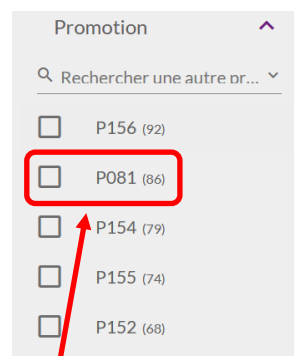 Promotion
Rechercher une autre pr...
P156 (92)
P081 (86)
P154 (79)
P155 (74)
P152 (68)